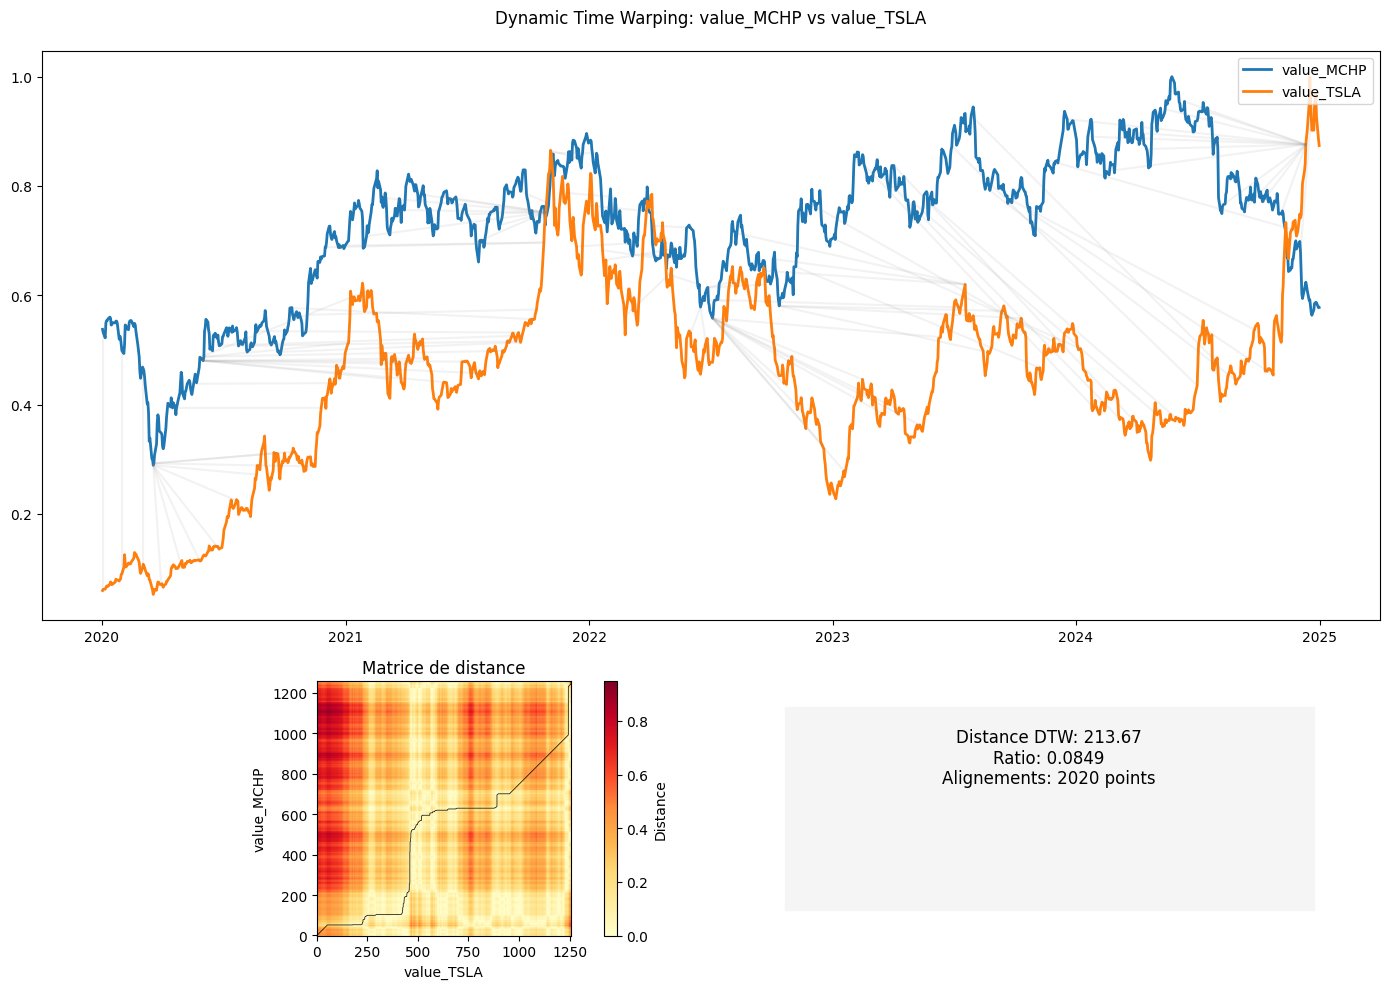 Dynamic Time Warping: value_MCHP vs value_TSLA
value_MCHP
value_TSLA
1.0
0.8
0.6
0.4
0.2
2020 2021 2022 2023 2024 2025
Matrice de distance
value_MCHP
1200
1000
800
600
400
200
0
0 250 500 750 1000 1250
value_TSLA
0.8
0.6
0.4
0.2
0.0
Distance
Distance DTW: 213.67
Ratio: 0.0849
Alignements: 2020 points